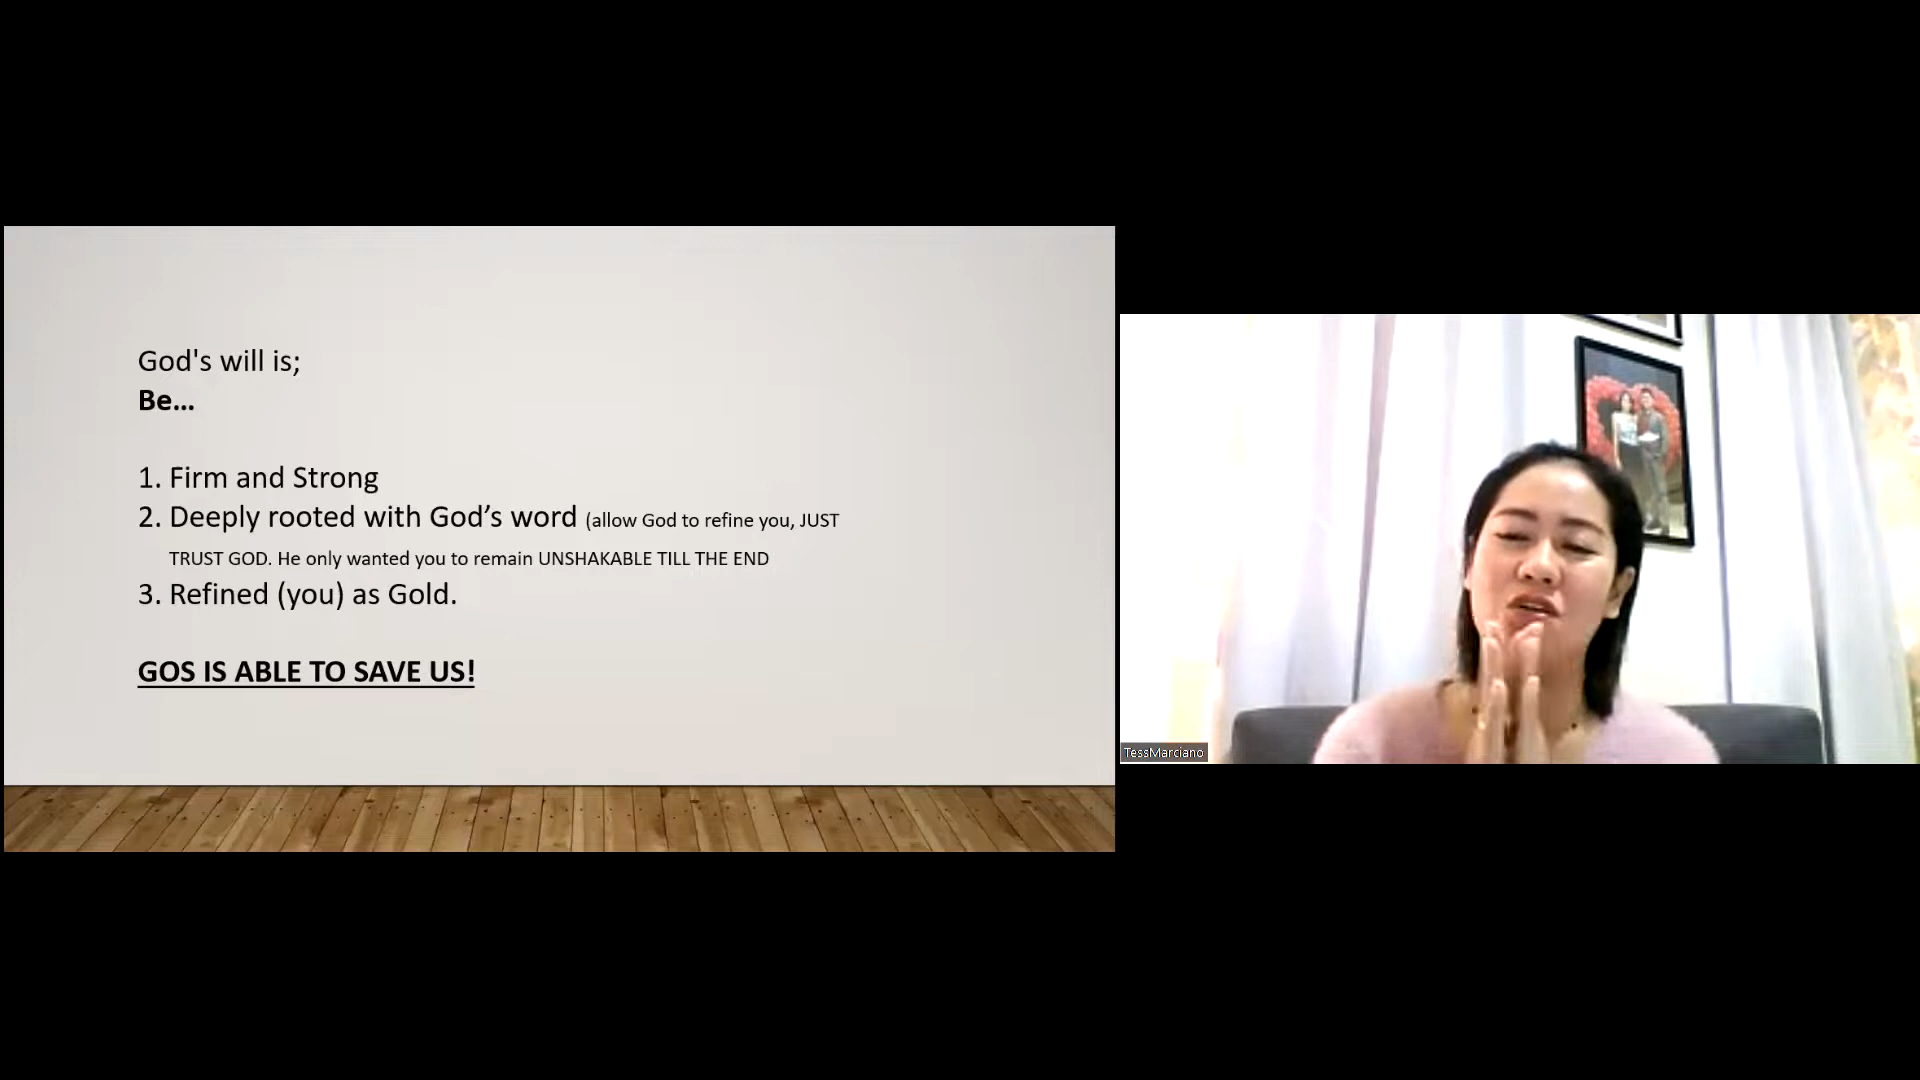 God's will is;
Be...
1. Firm and Strong
2. Deeply rooted with God’s word (allow God to refine you, JUST
TRUST GOD. He only wanted you to remain UNSHAKABLE TILL THE END
3. Refined (you) as Gold.
GOS IS ABLE TO SAVE US!
TessMarciano